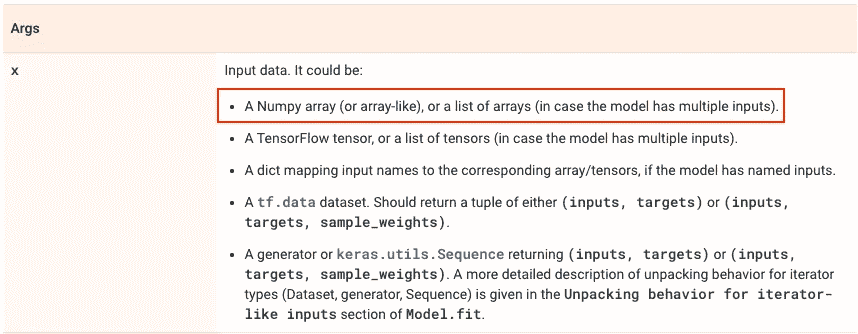 Args
x
Input data. It could be:
• A Numpy array (or array-like), or a list of arrays (in case the model has multiple inputs).
• A TensorFlow tensor, or a list of tensors (in case the model has multiple inputs).
• A dict mapping input names to the corresponding array/tensors, if the model has named inputs.
• A tf.data dataset. Should return a tuple of either (inputs, targets) or (inputs,
targets, sample_weights).
• A generator or keras.utils.Sequence returning (inputs, targets) or (inputs,
targets, sample_weights). A more detailed description of unpacking behavior for iterator
types (Dataset, generator, Sequence) is given in the Unpacking behavior for iterator-
like inputs section of Model.fit.